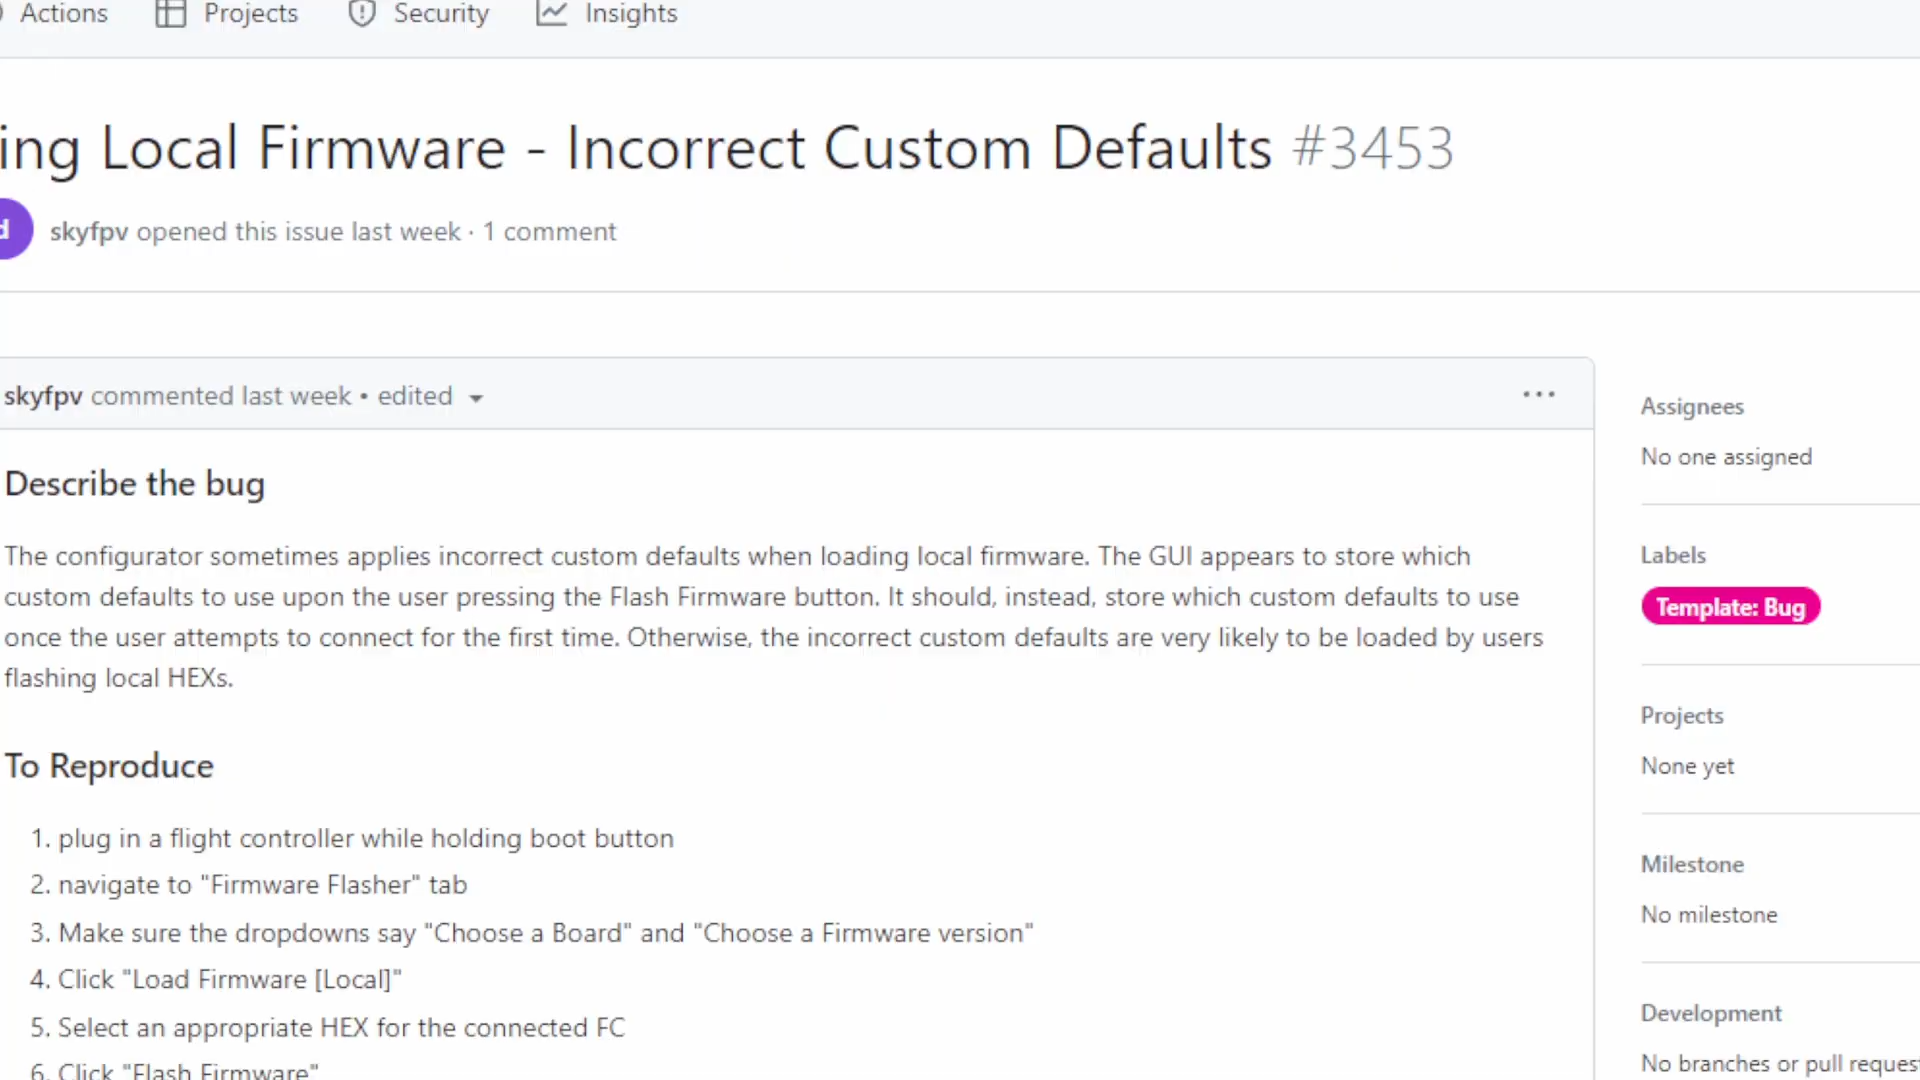 Actions Projects Security Insights
ing Local Firmware - Incorrect Custom Defaults #3453
d skyfpv opened this issue last week · 1 comment
skyfpv commented last week • edited
Describe the bug
The configurator sometimes applies incorrect custom defaults when loading local firmware. The GUI appears to store which
custom defaults to use upon the user pressing the Flash Firmware button. It should, instead, store which custom defaults to use
once the user attempts to connect for the first time. Otherwise, the incorrect custom defaults are very likely to be loaded by users
flashing local HEXs.
To Reproduce
1. plug in a flight controller while holding boot button
2. navigate to "Firmware Flasher" tab
3. Make sure the dropdowns say "Choose a Board" and "Choose a Firmware version"
4. Click "Load Firmware [Local]"
5. Select an appropriate HEX for the connected FC
6. Click "Flash Firmware"
Assignees
No one assigned
Labels
Template: Bug
Projects
None yet
Milestone
No milestone
Development
No branches or pull reques